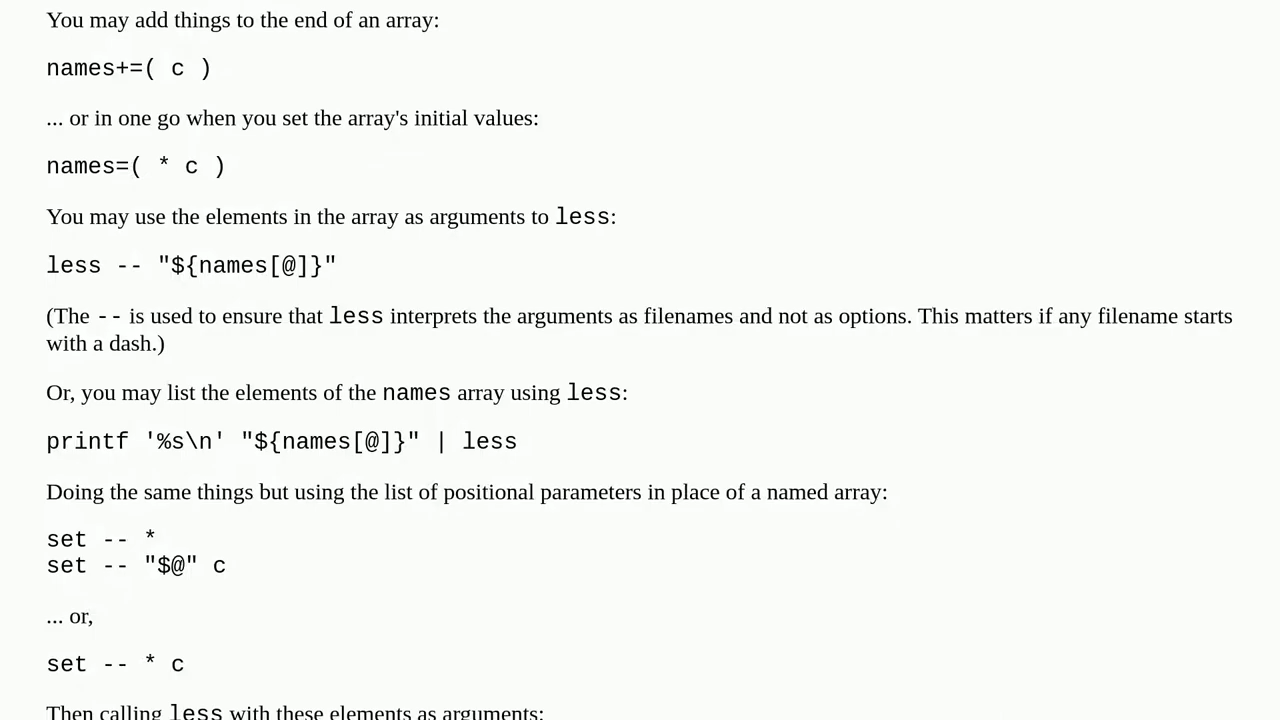 You may add things to the end of an array:
names+=( c )
... or in one go when you set the array's initial values:
names=( * c )
You may use the elements in the array as arguments to less:
less -- "${names[@]}"
(The -- is used to ensure that less interprets the arguments as filenames and not as options. This matters if any filename starts
with a dash.)
Or, you may list the elements of the names array using less:
printf '%s\n' "${names[@]}" | less
Doing the same things but using the list of positional parameters in place of a named array:
set -- *
set -- "$@" c
... or,
set -- * c
Then calling less with these elements as arguments: